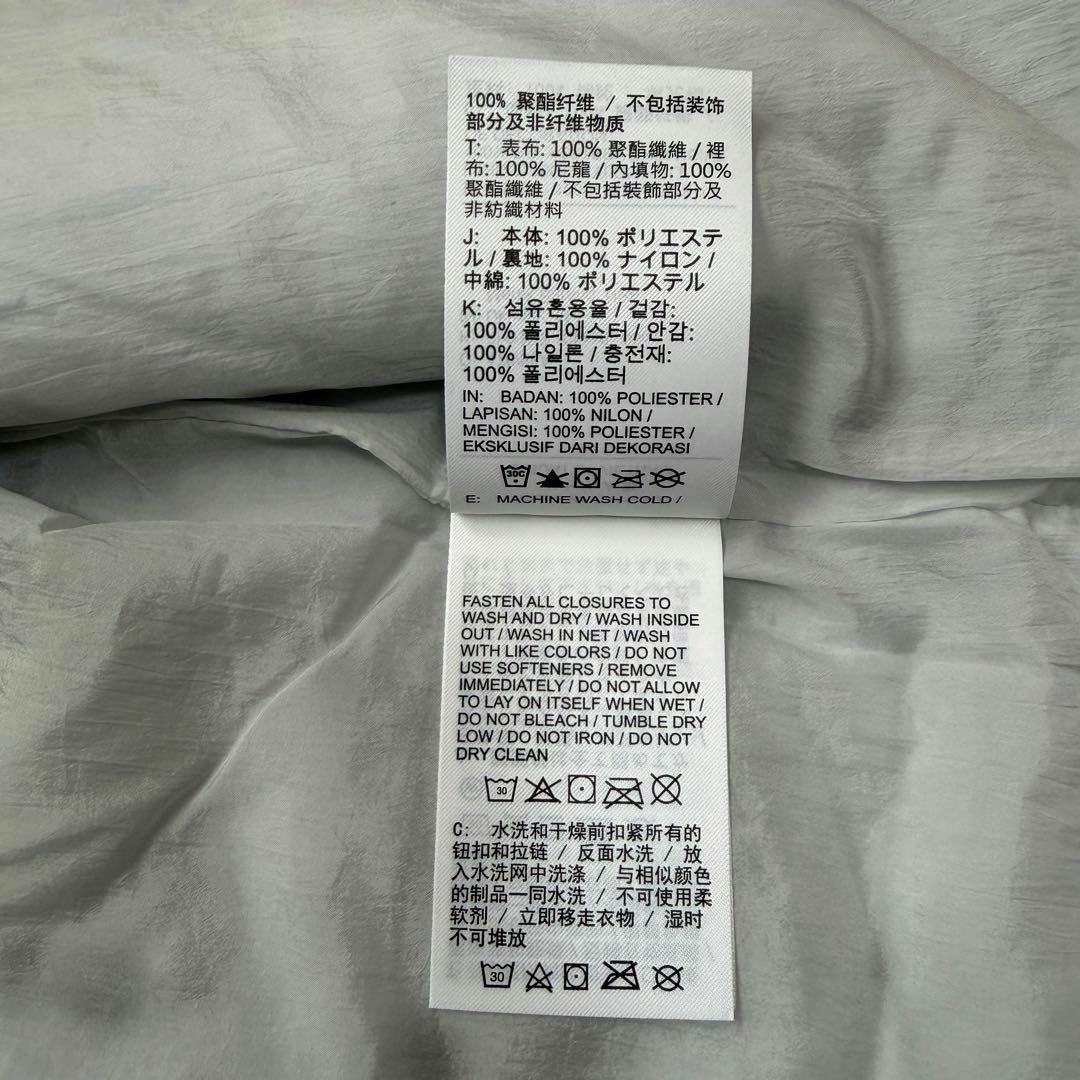 100% 聚酯纤维 / 不包括装饰
部分及非纤维物质
T: 表布: 100% 聚酯纖維 / 裡
布: 100% 尼龍 / 內填物: 100%
聚酯纖維 / 不包括裝飾部分及
非紡織材料
J: 本体: 100% ポリエステ
ル / 裏地: 100% ナイロン /
中綿: 100% ポリエステル
K: 섬유혼용율 / 겉감:
100% 폴리에스터 / 안감:
100% 나일론 / 충전재:
100% 폴리에스터
IN: BADAN: 100% POLIESTER /
LAPISAN: 100% NILON /
MENGISI: 100% POLIESTER /
EKSKLUSIF DARI DEKORASI
30C
E: MACHINE WASH COLD /
FASTEN ALL CLOSURES TO
WASH AND DRY / WASH INSIDE
OUT / WASH IN NET / WASH
WITH LIKE COLORS / DO NOT
USE SOFTENERS / REMOVE
IMMEDIATELY / DO NOT ALLOW
TO LAY ON ITSELF WHEN WET /
DO NOT BLEACH / TUMBLE DRY
LOW / DO NOT IRON / DO NOT
DRY CLEAN
30
C: 水洗和干燥前扣紧所有的
钮扣和拉链 / 反面水洗 / 放
入水洗网中洗涤 / 与相似颜色
的制品一同水洗 / 不可使用柔
软剂 / 立即移走衣物 / 湿时
不可堆放
30